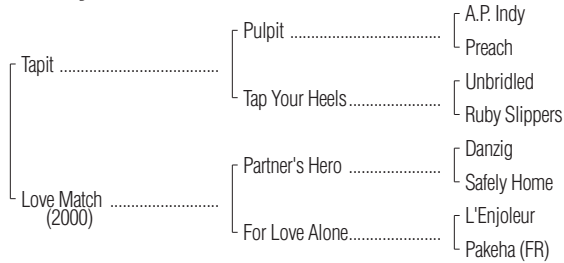 A.P. Indy
Pulpit
Preach
Tapit
Unbridled
Tap Your Heels
Ruby Slippers
Danzig
Partner's Hero
Safely Home
Love Match
(2000)
L'Enjoleur
For Love Alone
Pakeha (FR)